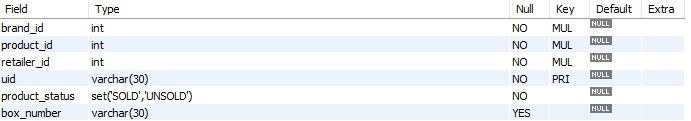 Field Type Null Key Default Extra
brand_id int NO MUL NULL
product_id int NO MUL NULL
retailer_id int NO MUL NULL
uid varchar(30) NO PRI NULL
product_status set('SOLD','UNSOLD') NO NULL
box_number varchar(30) YES NULL